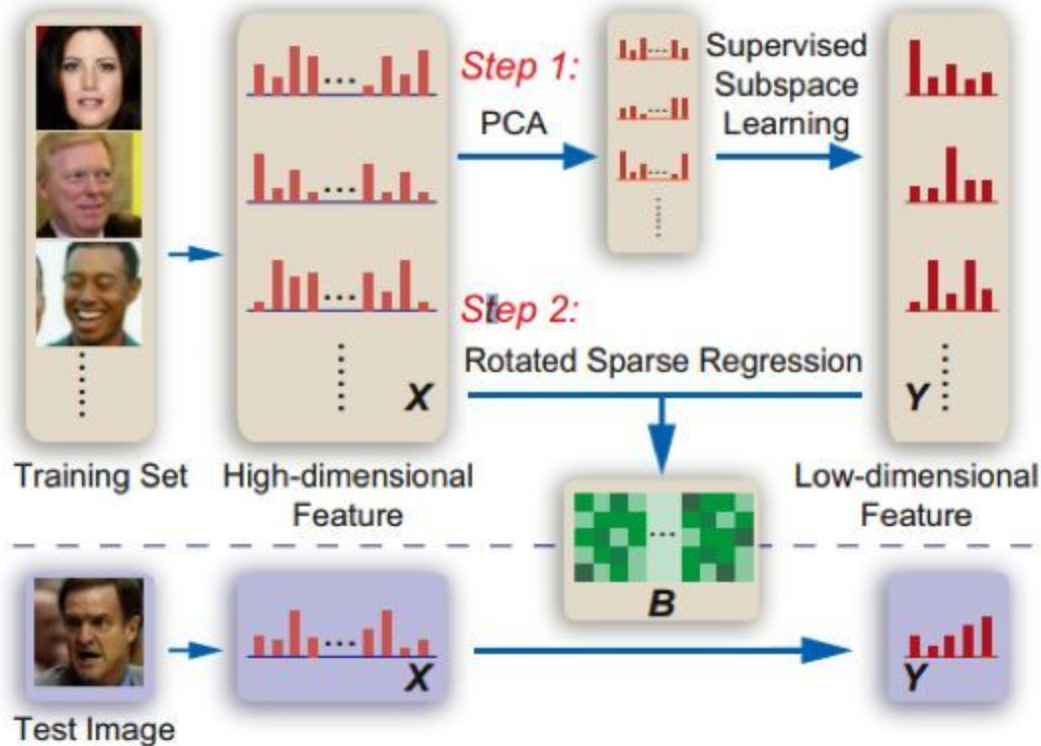 Step 1:
PCA
Supervised
Subspace
Learning
Step 2:
Rotated Sparse Regression
X
Y
Training Set
High-dimensional
Feature
Low-dimensional
Feature
B
X
Y
Test Image